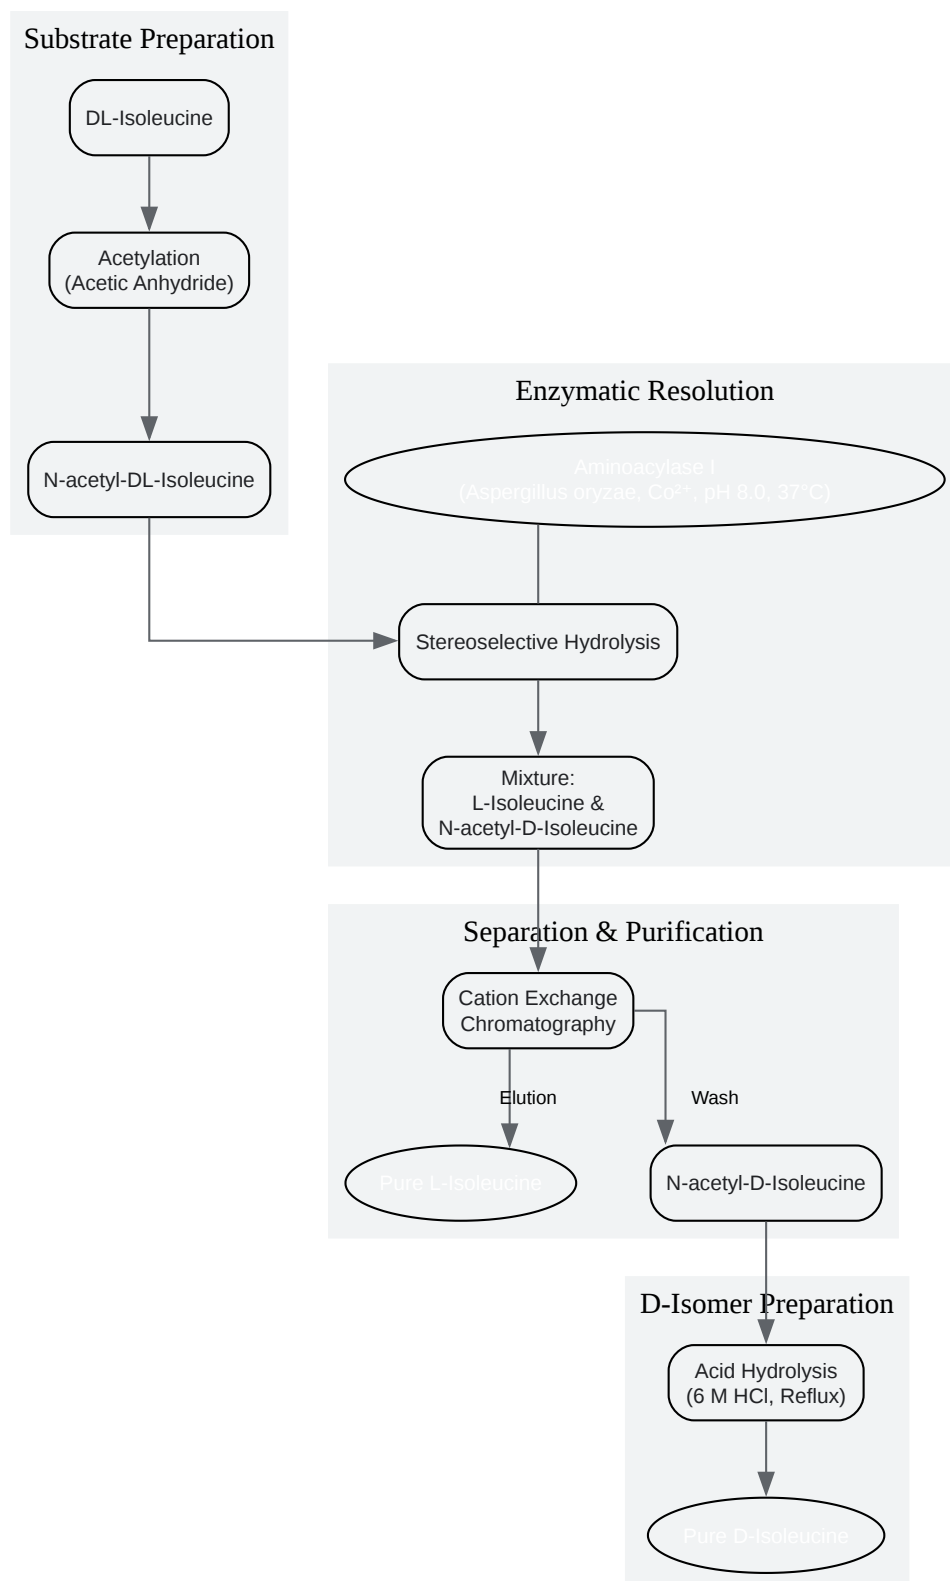 Substrate Preparation
DL-Isoleucine
Acetylation
(Acetic Anhydride)
N-acetyl-DL-Isoleucine
Enzymatic Resolution
Aminoacylase I
(Aspergillus oryzae, Co²⁺, pH 8.0, 37°C)
Stereoselective Hydrolysis
Mixture:
L-Isoleucine &
N-acetyl-D-Isoleucine
Separation & Purification
Cation Exchange
Chromatography
Elution
Wash
Pure L-Isoleucine
N-acetyl-D-Isoleucine
D-Isomer Preparation
Acid Hydrolysis
(6 M HCl, Reflux)
Pure D-Isoleucine